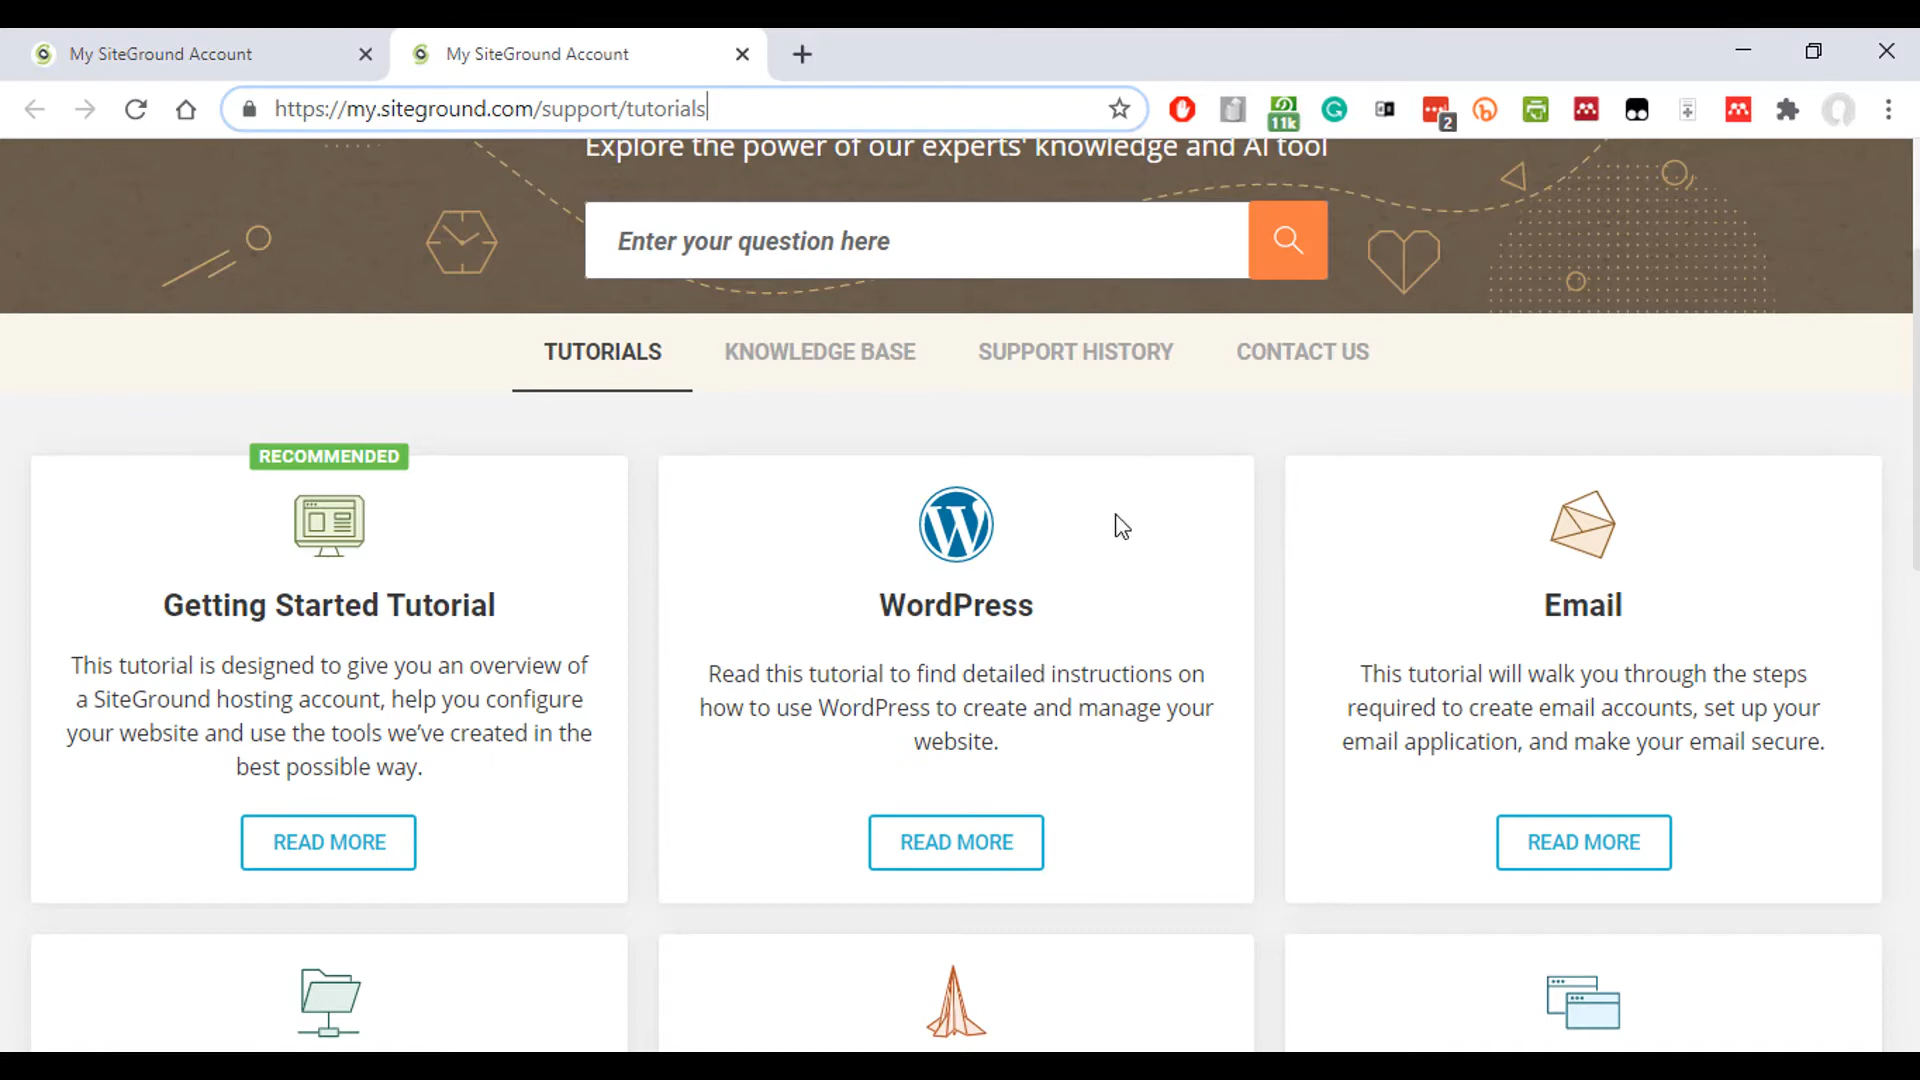 My SiteGround Account
My SiteGround Account
https://my.siteground.com/support/tutorials
11k
2
Explore the power of our experts' knowledge and AI tool
Enter your question here
TUTORIALS
KNOWLEDGE BASE
SUPPORT HISTORY
CONTACT US
RECOMMENDED
Getting Started Tutorial
This tutorial is designed to give you an overview of
a SiteGround hosting account, help you configure
your website and use the tools we've created in the
best possible way.
READ MORE
WordPress
Read this tutorial to find detailed instructions on
how to use WordPress to create and manage your
website.
READ MORE
Email
This tutorial will walk you through the steps
required to create email accounts, set up your
email application, and make your email secure.
READ MORE